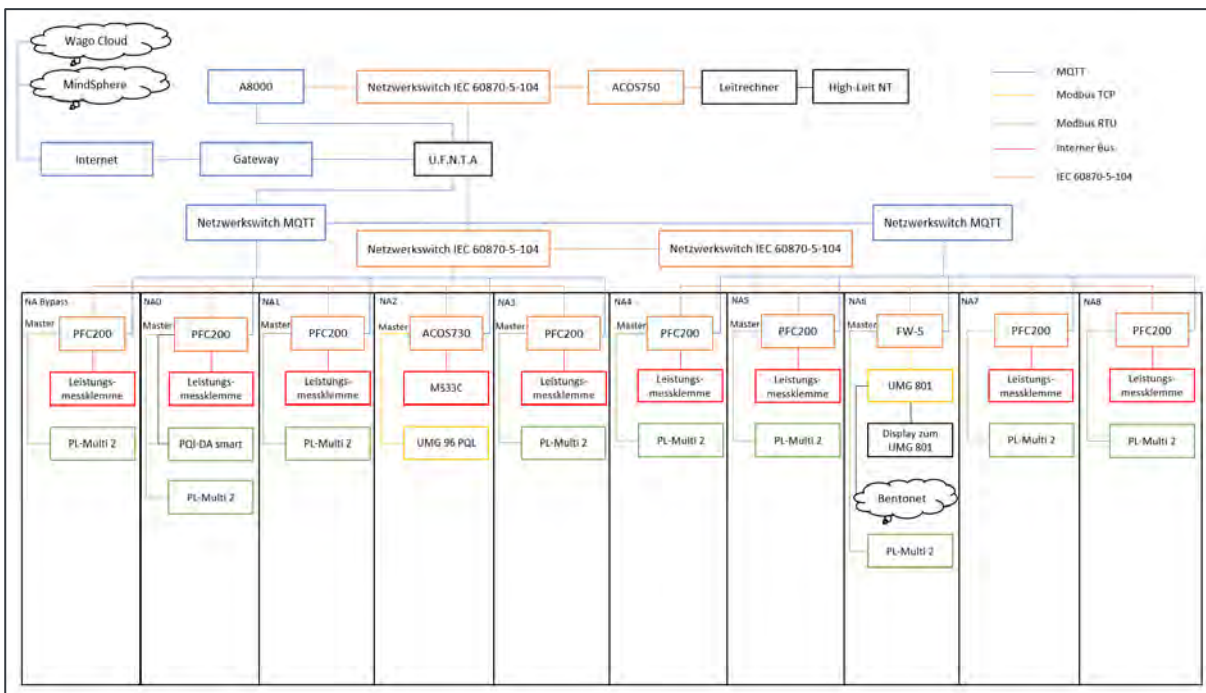 Wago Cloud
MindSphere
A8000
Netzwerkswitch IEC 60870-5-104
ACOS750
Leitrechner
High-Leit NT
MQTT
Modbus TCP
Modbus RTU
Interner Bus
IEC 60870-5-104
Internet
Gateway
U.F.N.T.A
Netzwerkswitch MQTT
Netzwerkswitch MQTT
Netzwerkswitch IEC 60870-5-104
Netzwerkswitch IEC 60870-5-104
NA Bypass
Master
PFC200
Leistungs-
messklemme
PL-Multi 2
NA0
Master
PFC200
Leistungs-
messklemme
PQI-DA smart
PL-Multi 2
NA1
Master
PFC200
Leistungs-
messklemme
PL-Multi 2
NA2
Master
ACOS730
MS33C
UMG 96 PQL
NA3
Master
PFC200
Leistungs-
messklemme
PL-Multi 2
NA4
Master
PFC200
Leistungs-
messklemme
PL-Multi 2
NA5
Master
PFC200
Leistungs-
messklemme
PL-Multi 2
NA6
Master
FW-5
UMG 801
Display zum
UMG 801
Bentonet
PL-Multi 2
NA7
PFC200
Leistungs-
messklemme
PL-Multi 2
NA8
PFC200
Leistungs-
messklemme
PL-Multi 2